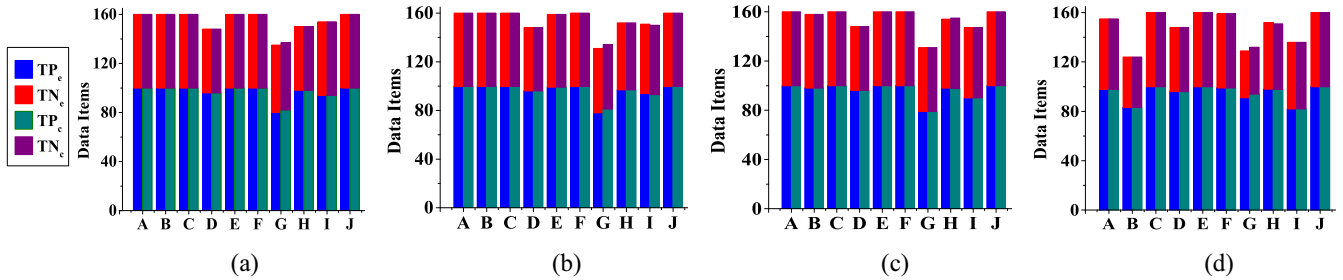 TPe
TNe
TPc
TNc
Data Items
160
120
80
40
0
A B C D E F G H I J
(a)
Data Items
160
120
80
40
0
A B C D E F G H I J
(b)
Data Items
160
120
80
40
0
A B C D E F G H I J
(c)
Data Items
160
120
80
40
0
A B C D E F G H I J
(d)